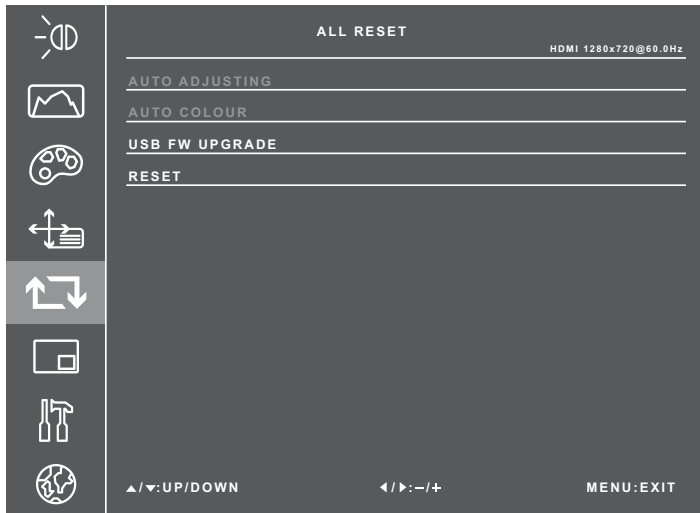 ALL RESET
HDMI 1280x720@60.0Hz
AUTO ADJUSTING
AUTO COLOUR
USB FW UPGRADE
RESET
▲/▼:UP/DOWN ◀/▶:−/+ MENU:EXIT